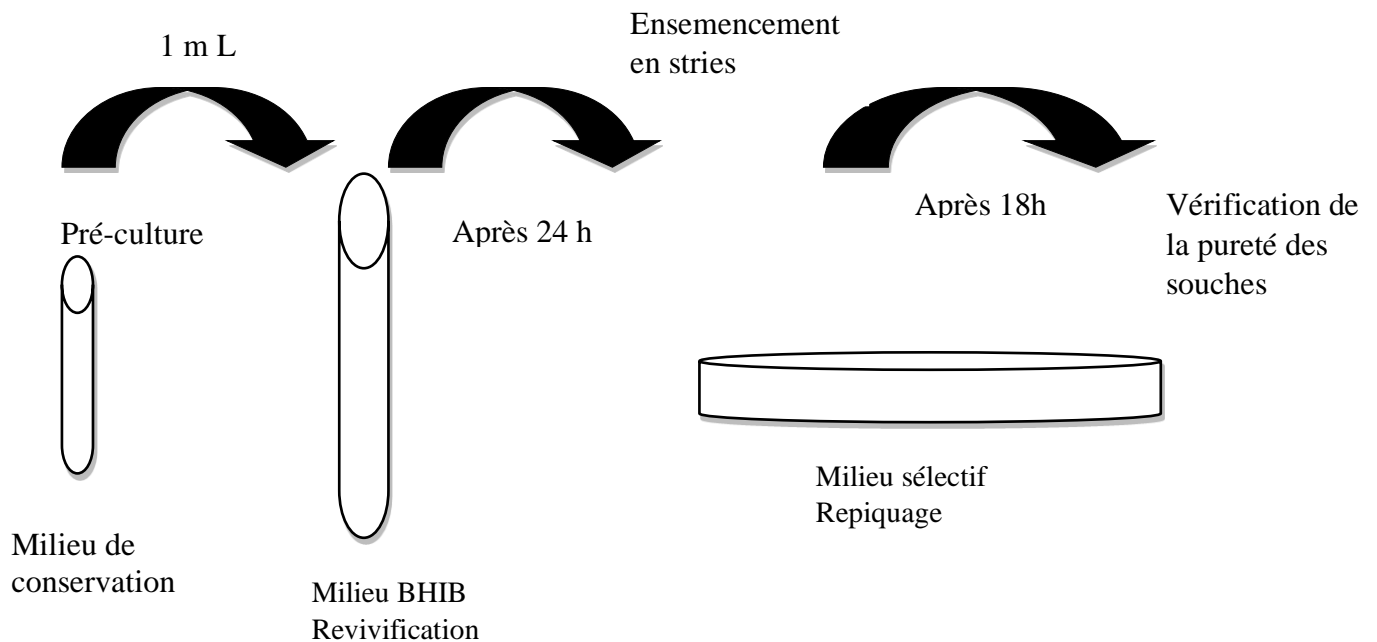 1 m L
Ensemencement
en stries
Pré-culture
Après 24 h
Après 18h
Vérification de
la pureté des
souches
Milieu de
conservation
Milieu BHIB
Revivification
Milieu sélectif
Repiquage